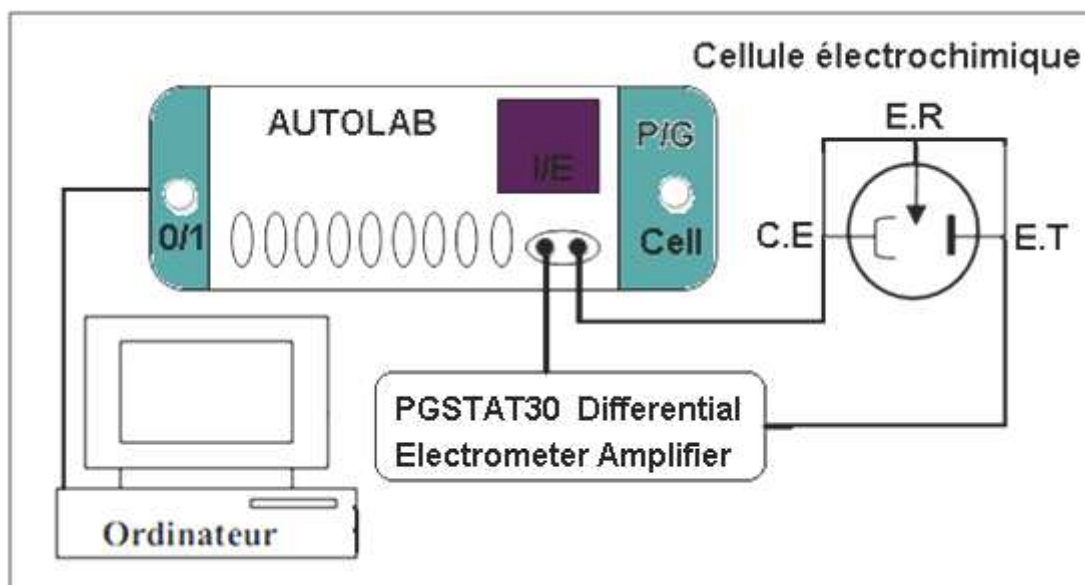 Cellule électrochimique
AUTOLAB
P/G
E.R
I/E
0/1
Cell
C.E
E.T
PGSTAT30 Differential
Electrometer Amplifier
Ordinateur